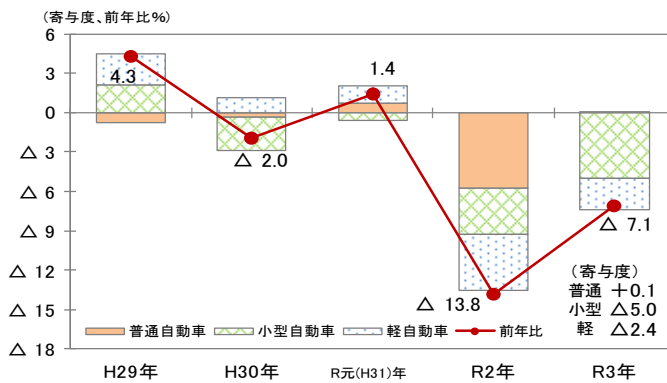 (寄与度、前年比%)
6
3
0
△ 3
△ 6
△ 9
△ 12
△ 15
△ 18
4.3
△ 2.0
1.4
△ 13.8
△ 7.1
(寄与度)
普通 +0.1
小型 △5.0
軽 △2.4
普通自動車 小型自動車 軽自動車 前年比
H29年 H30年 R元(H31)年 R2年 R3年